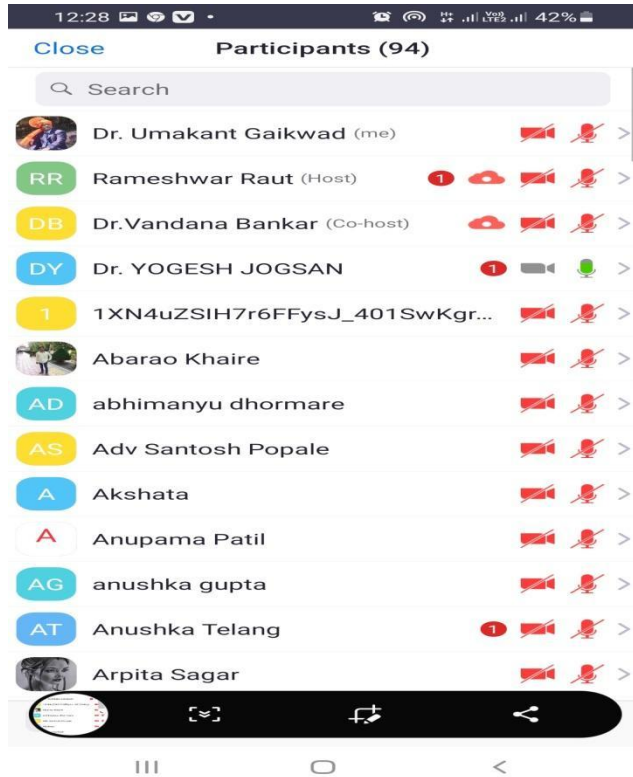 12:28 Vo)) LTE2 42%
Close Participants (94)
Search
Dr. Umakant Gaikwad (me)
RR Rameshwar Raut (Host) 1
DB Dr.Vandana Bankar (Co-host)
DY Dr. YOGESH JOGSAN 1
1 1XN4uZSIH7r6FFysJ_401SwKgr...
Abarao Khaire
AD abhimanyu dhormare
AS Adv Santosh Popale
A Akshata
A Anupama Patil
AG anushka gupta
AT Anushka Telang 1
Arpita Sagar